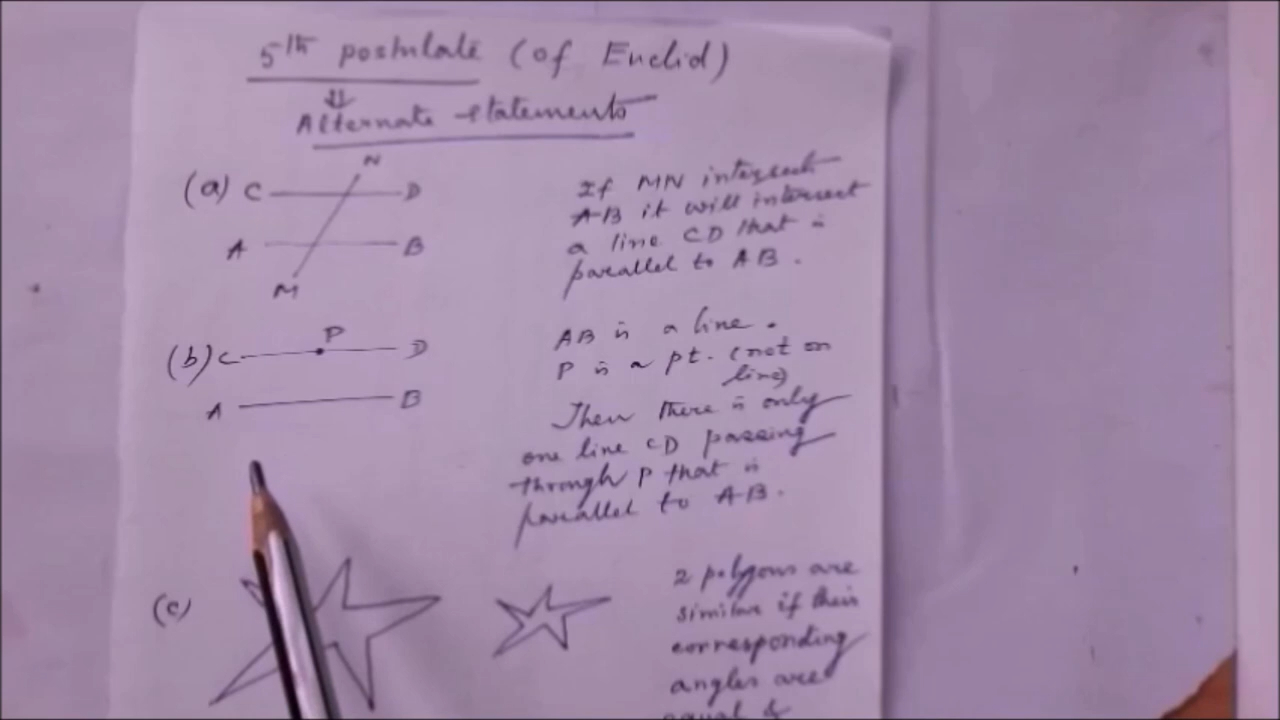 5th postulate (of Euclid)
⇓
Alternate statements
(a) C D N
A B
M
If MN intersect
AB it will intersect
a line CD that is
parallel to AB.
(b) C P D
A B
AB is a line.
P is a pt. (not on
line)
Then there is only
one line CD passing
through P that is
parallel to AB.
(c)
2 polygons are
similar if their
corresponding
angles are
equal &